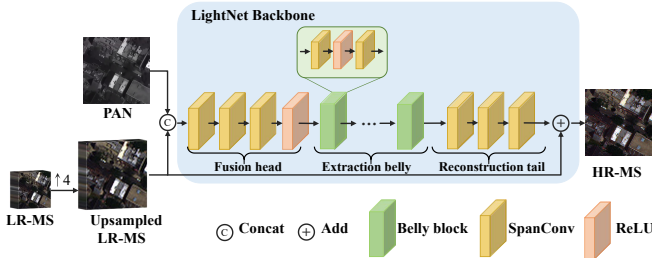 LightNet Backbone
PAN
C
Fusion head
Extraction belly
Reconstruction tail
HR-MS
↑4
LR-MS
Upsampled
LR-MS
C Concat
+ Add
Belly block
SpanConv
ReLU